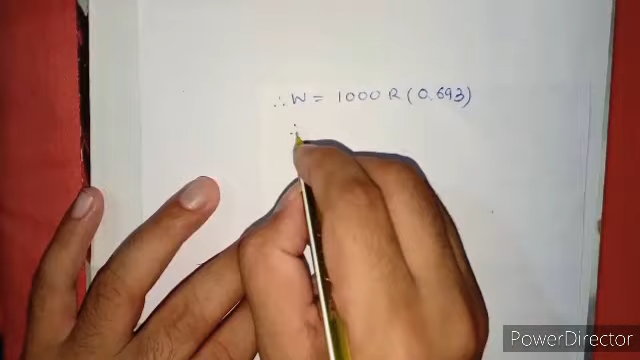 ∴ W = 1000 R (0.693)
∴
PowerDirector